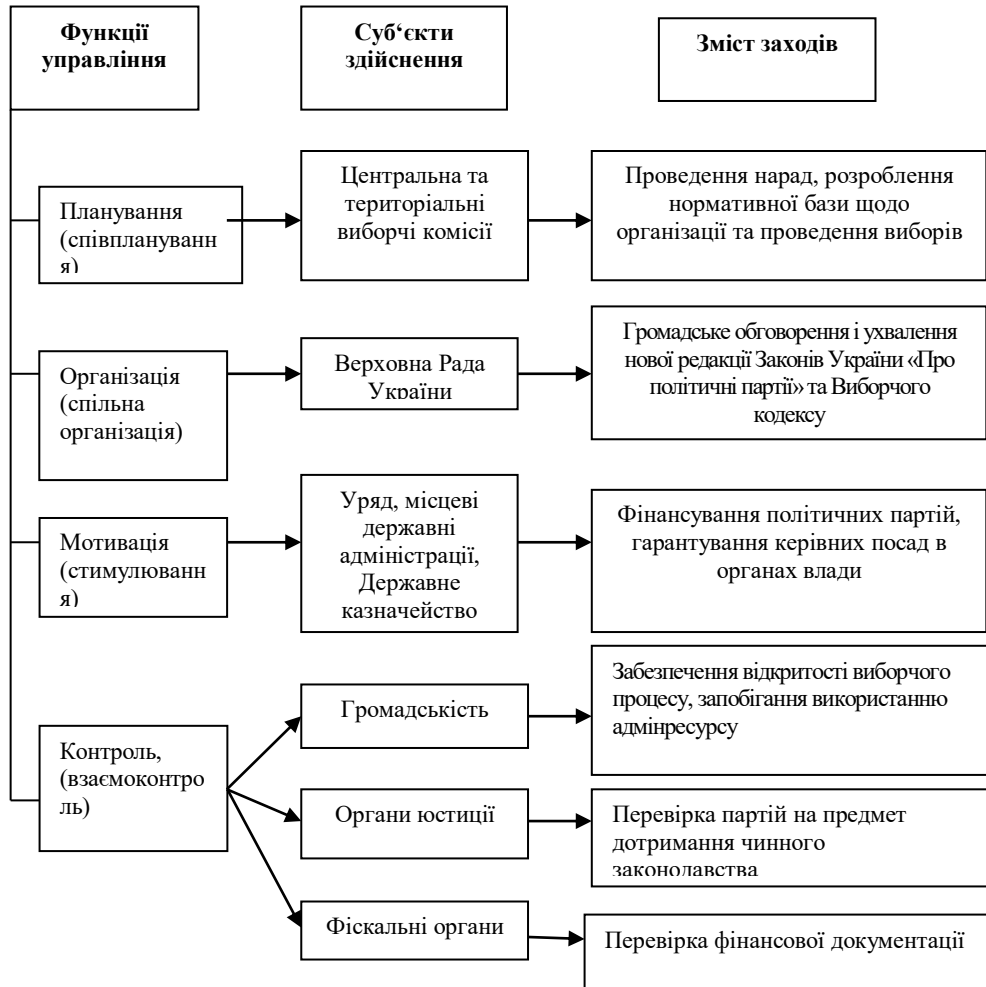 Функції
управління
Суб‘єкти
здійснення
Зміст заходів
Планування
(співплануванн
я)
Центральна та
територіальні
виборчі комісії
Проведення нарад, розроблення
нормативної бази щодо
організації та проведення виборів
Організація
(спільна
організація)
Верховна Рада
України
Громадське обговорення і ухвалення
нової редакції Законів України «Про
політичні партії» та Виборчого
кодексу
Мотивація
(стимулюванн
я)
Уряд, місцеві
державні
адміністрації,
Державне
казначейство
Фінансування політичних партій,
гарантування керівних посад в
органах влади
Контроль,
(взаємоконтро
ль)
Громадськість
Забезпечення відкритості виборчого
процесу, запобігання використанню
адмінресурсу
Органи юстиції
Перевірка партій на предмет
дотримання чинного
законодавства
Фіскальні органи
Перевірка фінансової документації